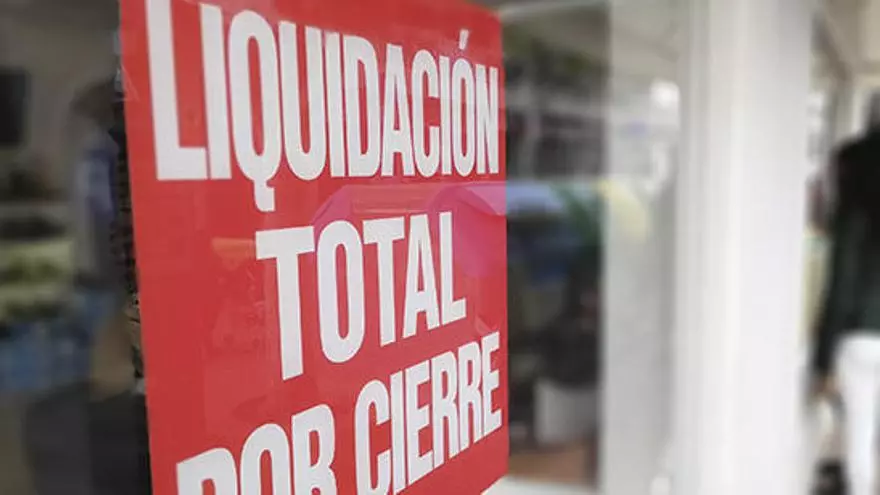 LIQUIDACIÓN
TOTAL
POR CIERRE